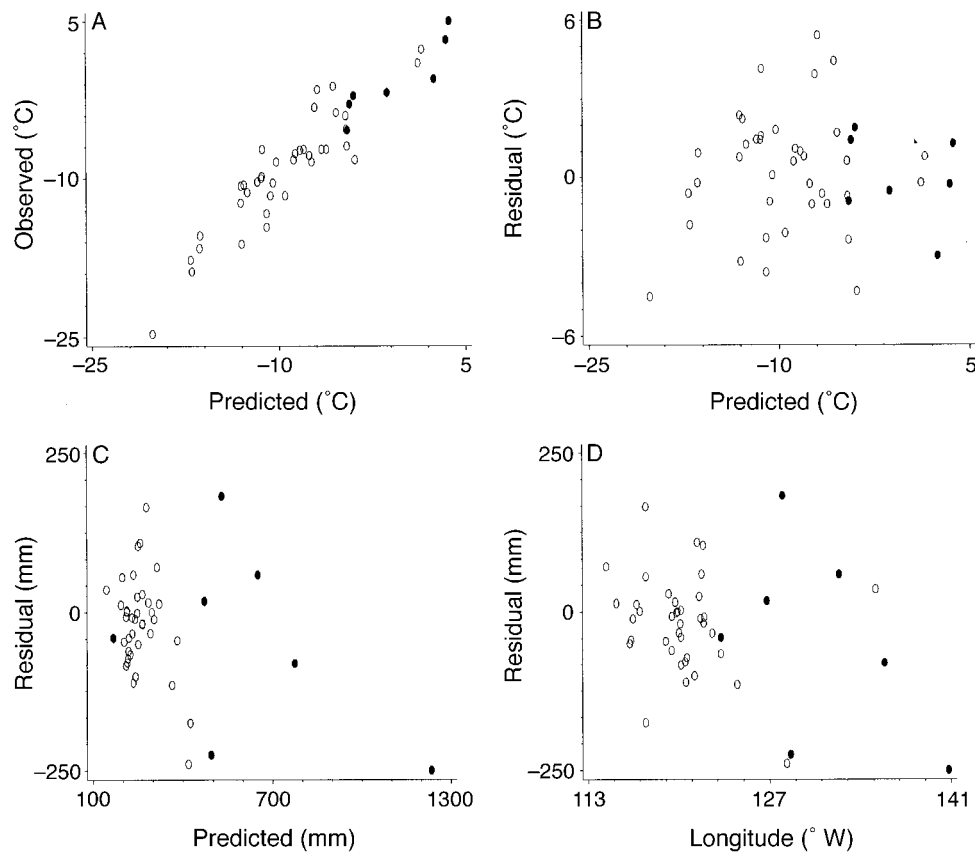 A
5
−10
−25
Observed (°C)
−25
−10
5
Predicted (°C)
B
6
0
−6
Residual (°C)
−25
−10
5
Predicted (°C)
C
250
0
−250
Residual (mm)
100
700
1300
Predicted (mm)
D
250
0
−250
Residual (mm)
113
127
141
Longitude (° W)